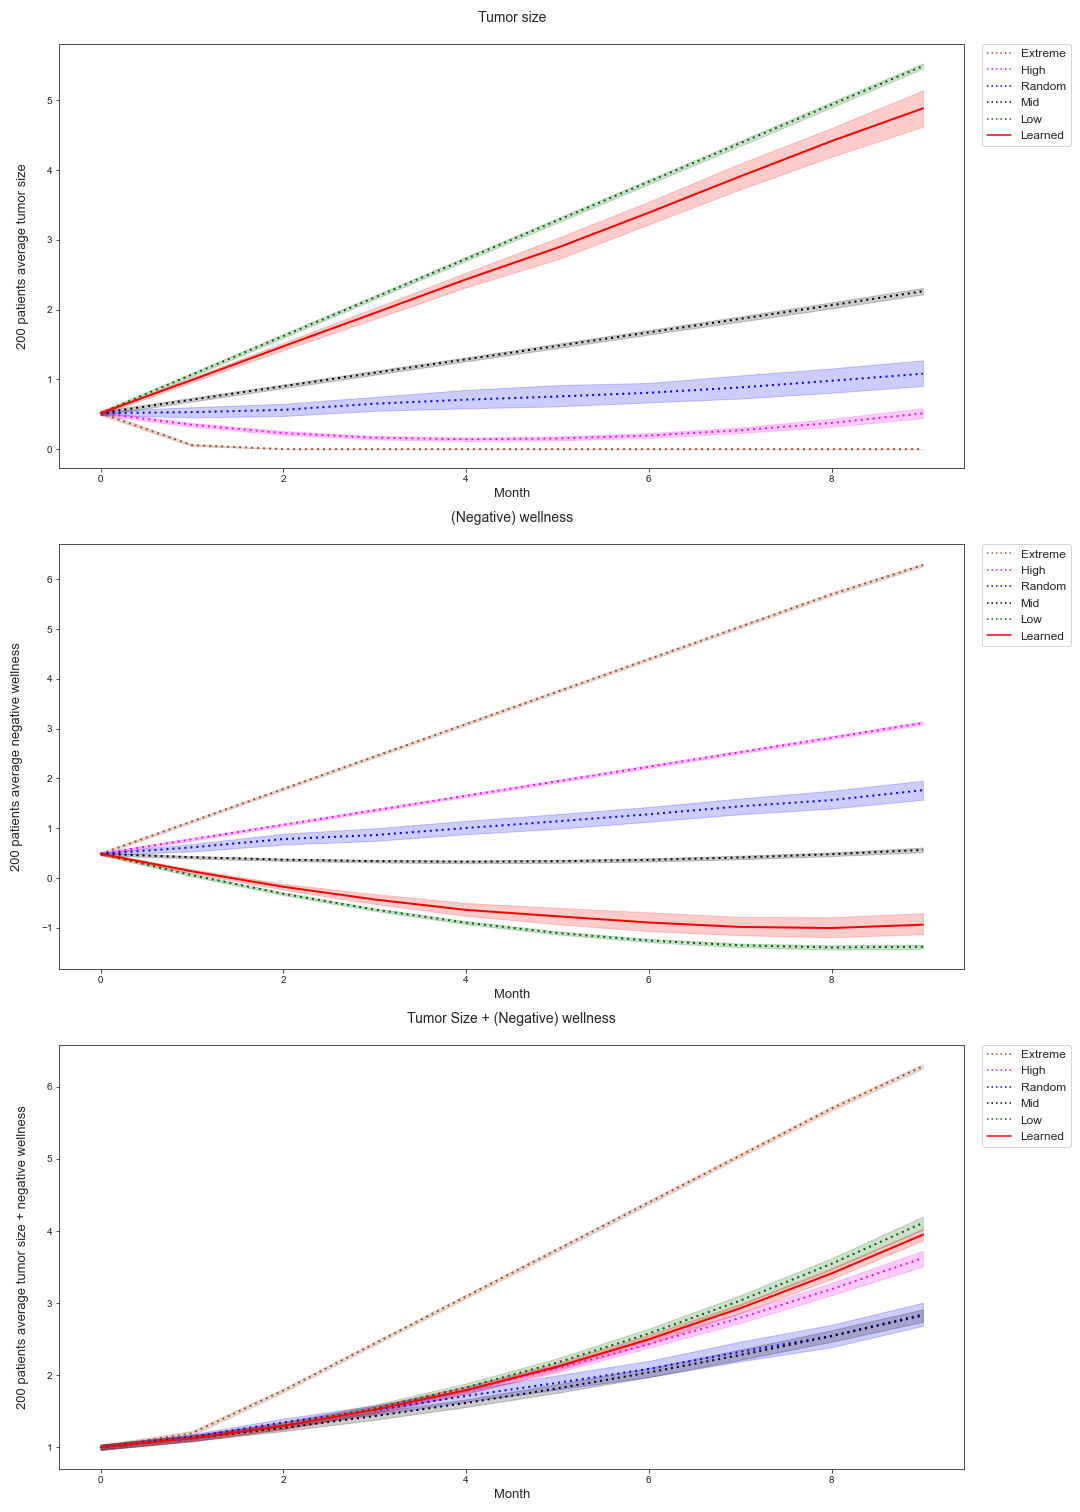 Tumor size
200 patients average tumor size
5
4
3
2
1
0
0 2 4 6 8
Month
Extreme
High
Random
Mid
Low
Learned
(Negative) wellness
200 patients average negative wellness
6
5
4
3
2
1
0
−1
0 2 4 6 8
Month
Extreme
High
Random
Mid
Low
Learned
Tumor Size + (Negative) wellness
200 patients average tumor size + negative wellness
6
5
4
3
2
1
0 2 4 6 8
Month
Extreme
High
Random
Mid
Low
Learned